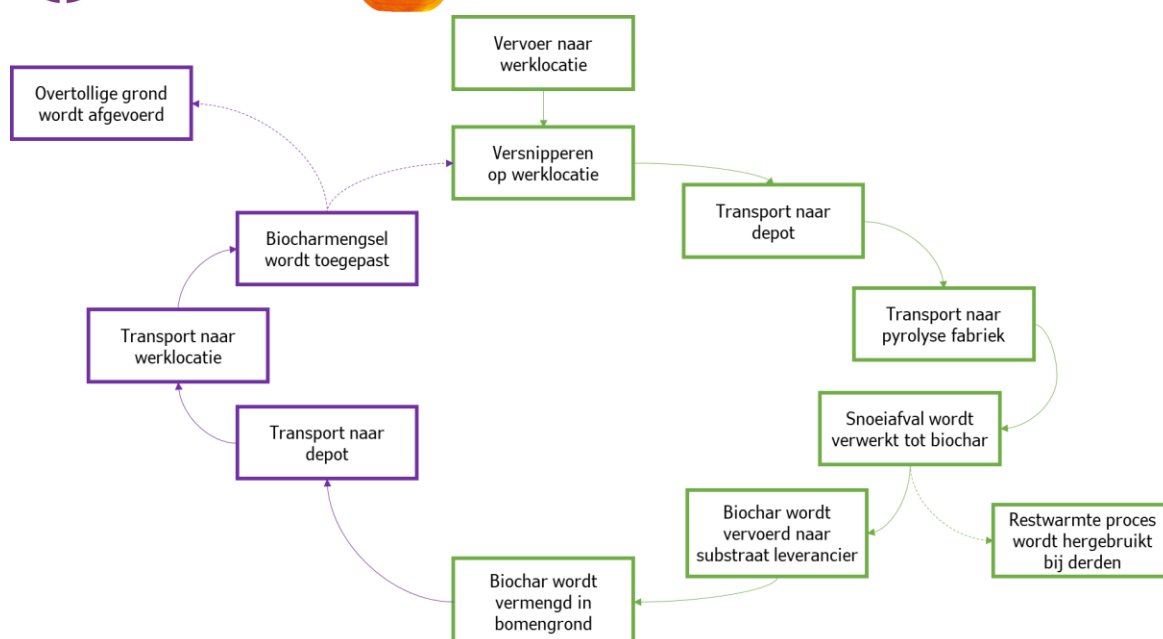 Vervoer naar
werklocatie
Overtollige grond
wordt afgevoerd
Versnipperen
op werklocatie
Transport naar
depot
Biocharmengsel
wordt toegepast
Transport naar
pyrolyse fabriek
Transport naar
werklocatie
Snoeiafval wordt
verwerkt tot biochar
Transport naar
depot
Biochar wordt
vervoerd naar
substraat leverancier
Restwarmte proces
wordt hergebruikt
bij derden
Biochar wordt
vermengd in
bomengrond